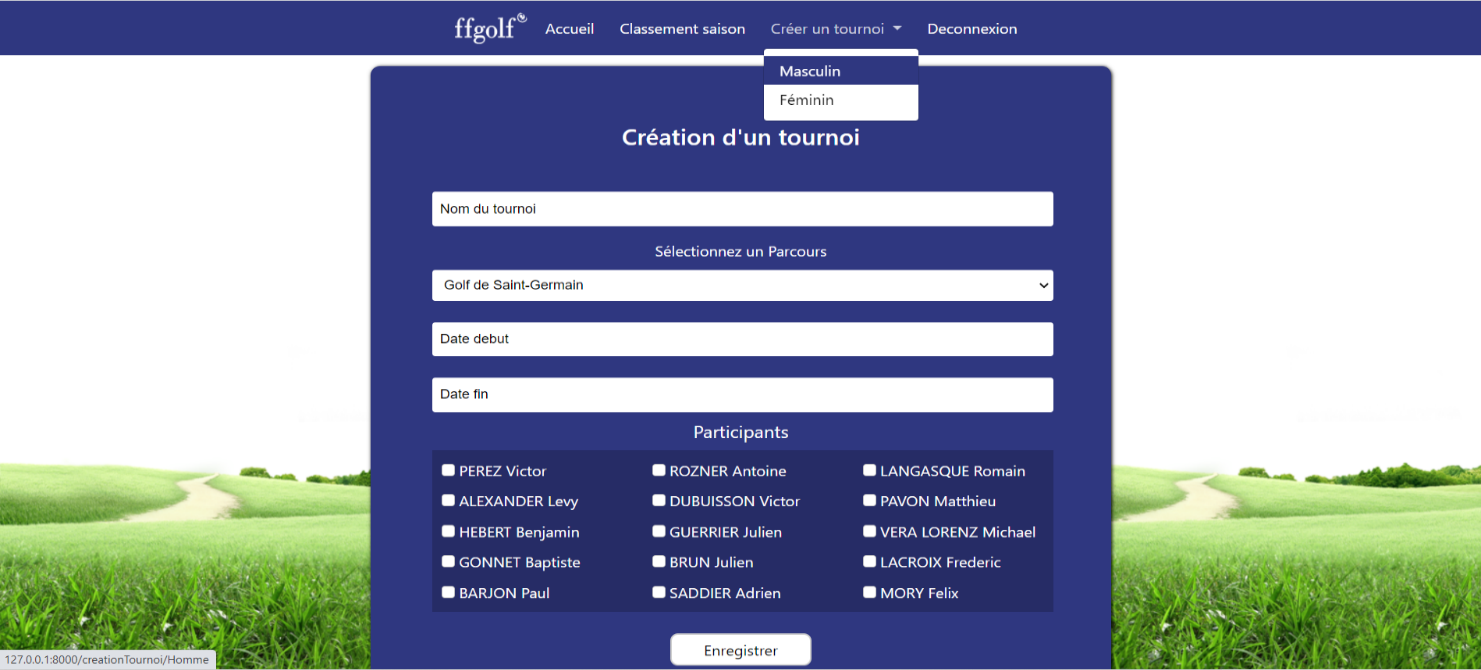 ffgolf Accueil Classement saison Créer un tournoi Deconnexion
Masculin
Féminin
Création d'un tournoi
Nom du tournoi
Sélectionnez un Parcours
Golf de Saint-Germain
Date debut
Date fin
Participants
PEREZ Victor ROZNER Antoine LANGASQUE Romain
ALEXANDER Levy DUBUISSON Victor PAVON Matthieu
HEBERT Benjamin GUERRIER Julien VERA LORENZ Michael
GONNET Baptiste BRUN Julien LACROIX Frederic
BARJON Paul SADDIER Adrien MORY Felix
Enregistrer
127.0.0.1:8000/creationTournoi/Homme